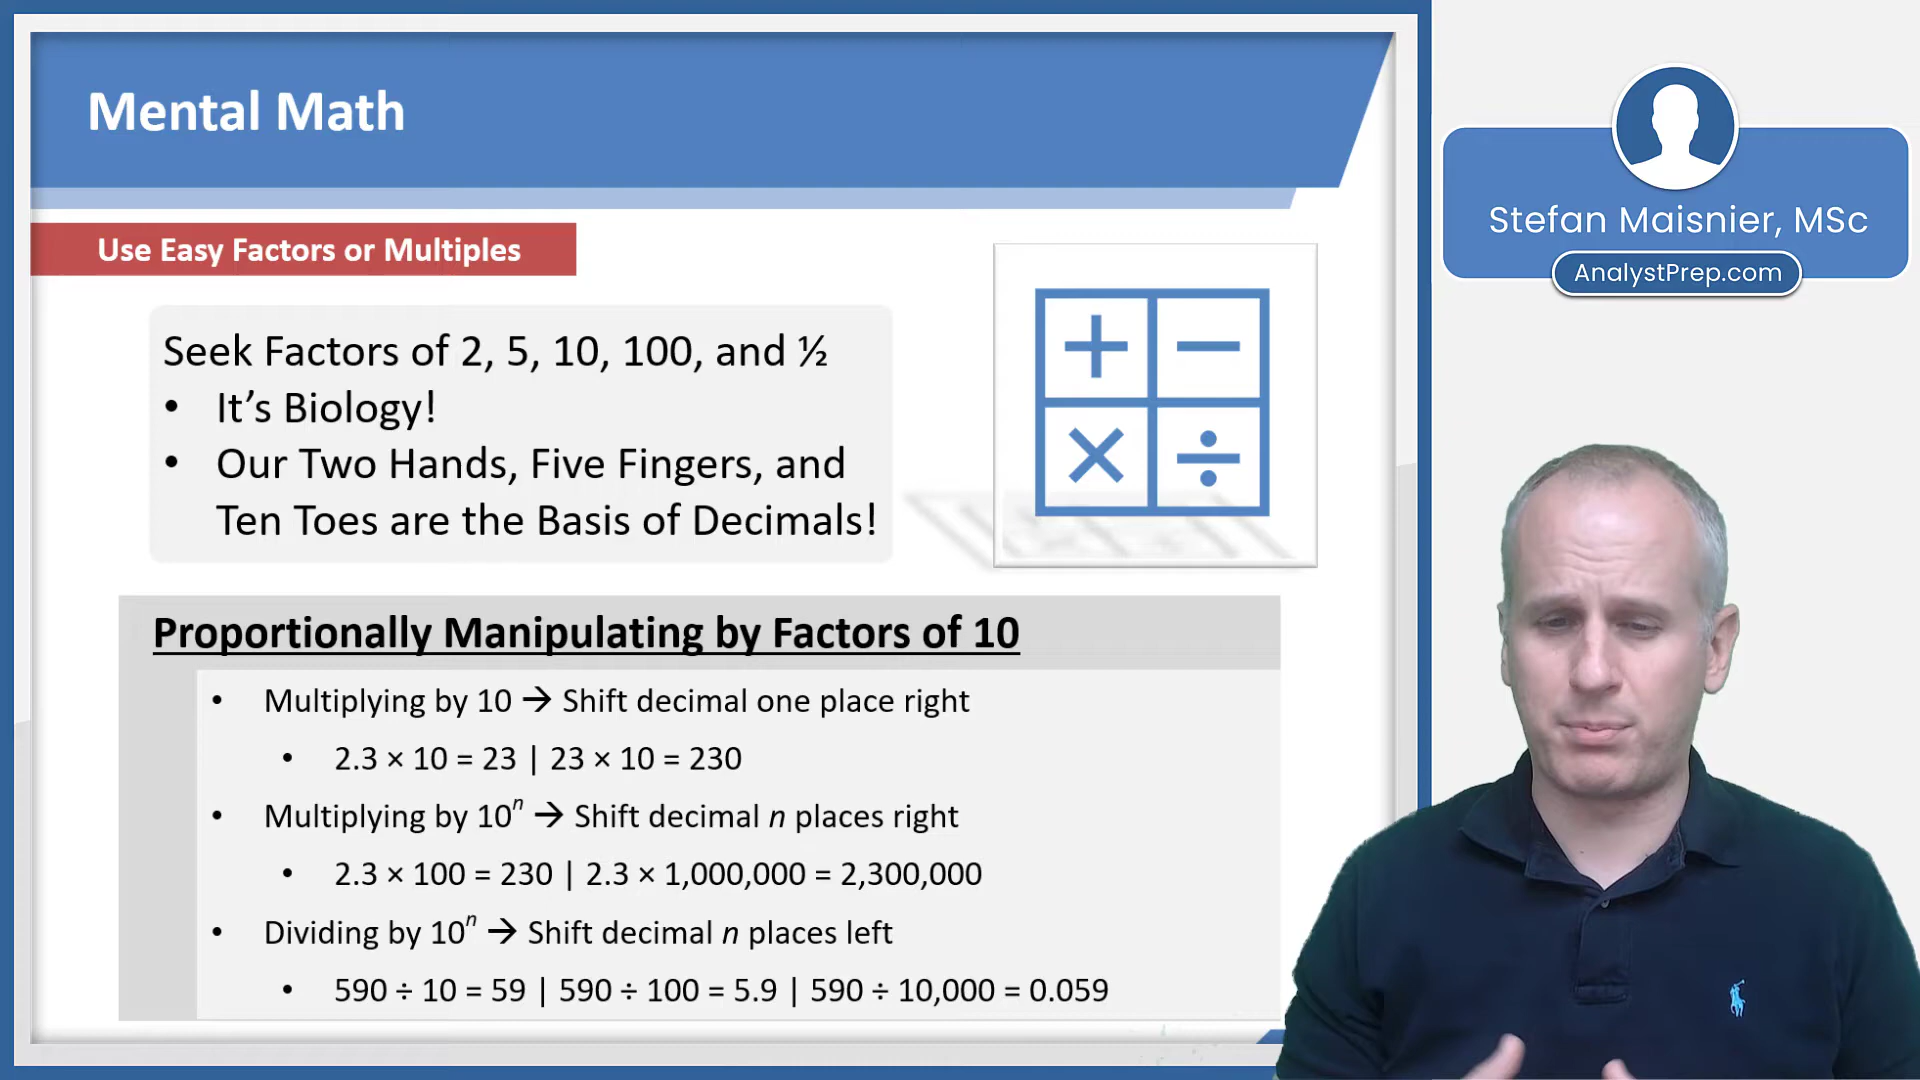 Mental Math
Use Easy Factors or Multiples
Seek Factors of 2, 5, 10, 100, and ½
• It’s Biology!
• Our Two Hands, Five Fingers, and
Ten Toes are the Basis of Decimals!
Proportionally Manipulating by Factors of 10
• Multiplying by 10 → Shift decimal one place right
• 2.3 × 10 = 23 | 23 × 10 = 230
• Multiplying by 10ⁿ → Shift decimal n places right
• 2.3 × 100 = 230 | 2.3 × 1,000,000 = 2,300,000
• Dividing by 10ⁿ → Shift decimal n places left
• 590 ÷ 10 = 59 | 590 ÷ 100 = 5.9 | 590 ÷ 10,000 = 0.059
Stefan Maisnier, MSc
AnalystPrep.com